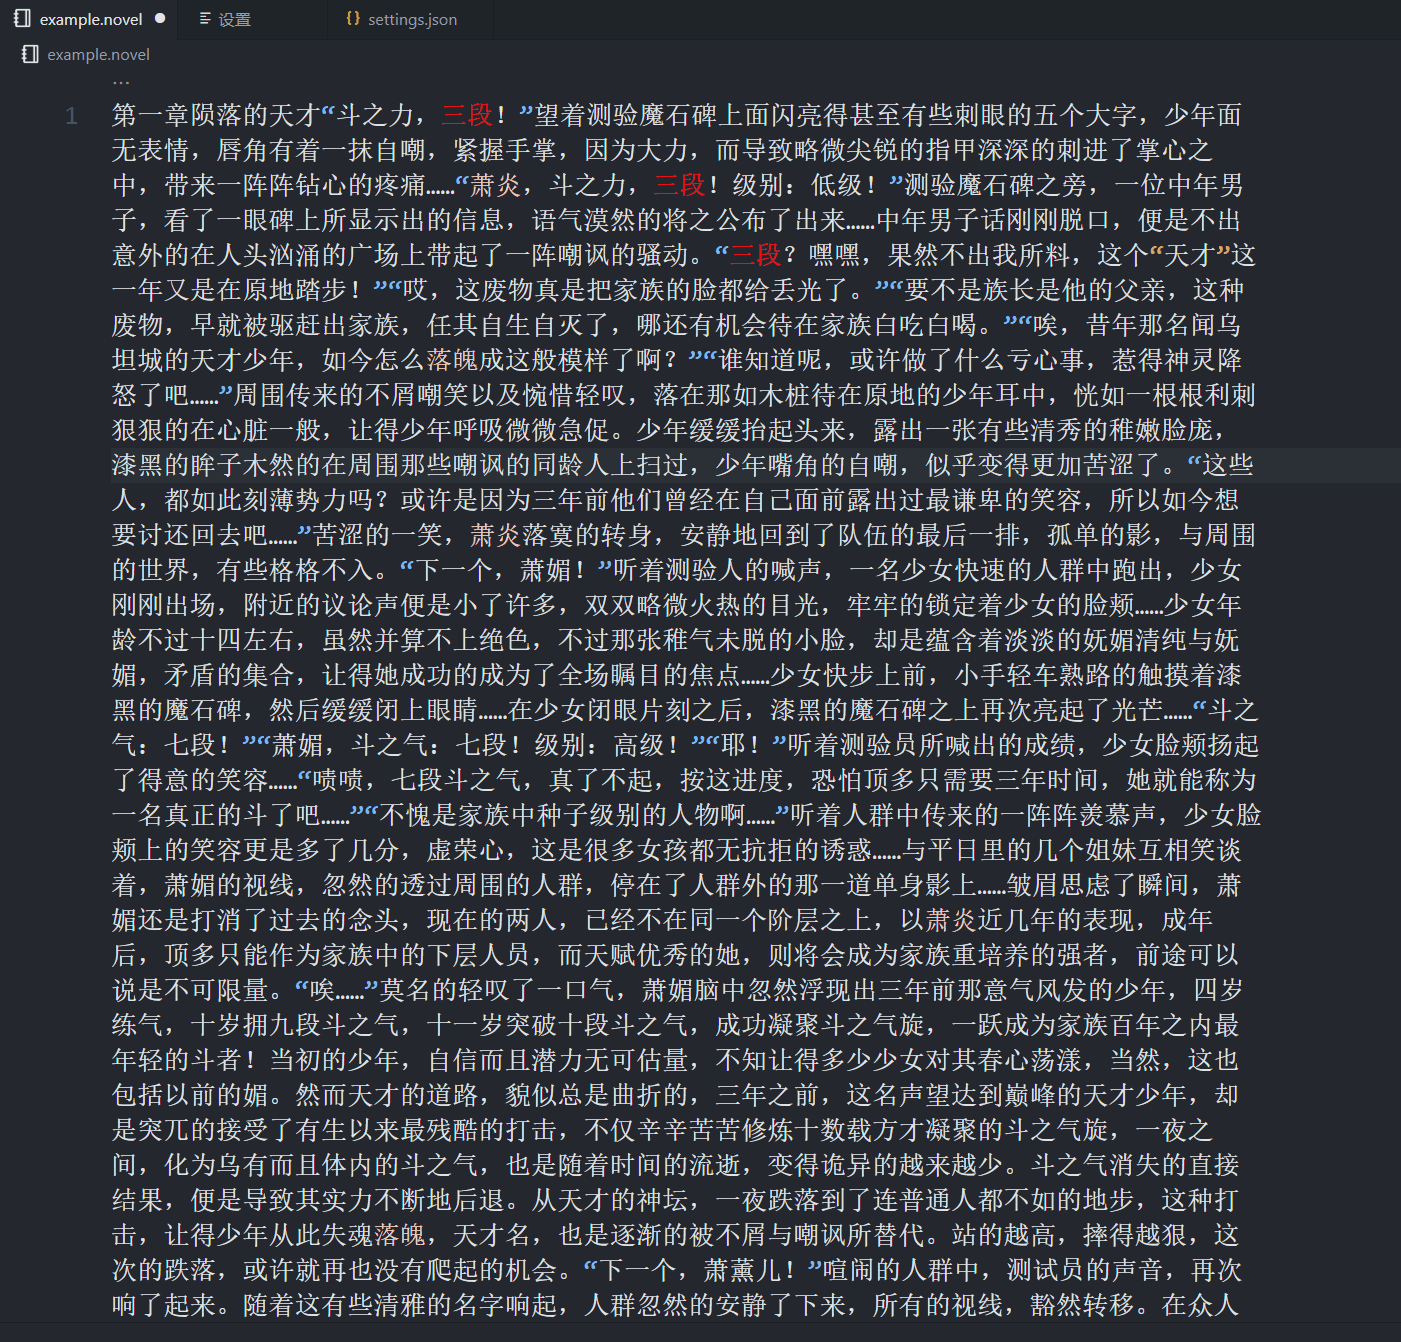 example.novel ● 设置 {} settings.json
example.novel
...
1 第一章陨落的天才“斗之力，三段！”望着测验魔石碑上面闪亮得甚至有些刺眼的五个大字，少年面
无表情，唇角有着一抹自嘲，紧握手掌，因为大力，而导致略微尖锐的指甲深深的刺进了掌心之
中，带来一阵阵钻心的疼痛……“萧炎，斗之力，三段！级别：低级！”测验魔石碑之旁，一位中年男
子，看了一眼碑上所显示出的信息，语气漠然的将之公布了出来……中年男子话刚刚脱口，便是不出
意外的在人头汹涌的广场上带起了一阵嘲讽的骚动。“三段？嘿嘿，果然不出我所料，这个“天才”这
一年又是在原地踏步！”“哎，这废物真是把家族的脸都给丢光了。”“要不是族长是他的父亲，这种
废物，早就被驱赶出家族，任其自生自灭了，哪还有机会待在家族白吃白喝。”“唉，昔年那名闻乌
坦城的天才少年，如今怎么落魄成这般模样了啊？”“谁知道呢，或许做了什么亏心事，惹得神灵降
怒了吧……”周围传来的不屑嘲笑以及惋惜轻叹，落在那如木桩待在原地的少年耳中，恍如一根根利刺
狠狠的在心脏一般，让得少年呼吸微微急促。少年缓缓抬起头来，露出一张有些清秀的稚嫩脸庞，
漆黑的眸子木然的在周围那些嘲讽的同龄人上扫过，少年嘴角的自嘲，似乎变得更加苦涩了。“这些
人，都如此刻薄势力吗？或许是因为三年前他们曾经在自己面前露出过最谦卑的笑容，所以如今想
要讨还回去吧……”苦涩的一笑，萧炎落寞的转身，安静地回到了队伍的最后一排，孤单的影，与周围
的世界，有些格格不入。“下一个，萧媚！”听着测验人的喊声，一名少女快速的人群中跑出，少女
刚刚出场，附近的议论声便是小了许多，双双略微火热的目光，牢牢的锁定着少女的脸颊……少女年
龄不过十四左右，虽然并算不上绝色，不过那张稚气未脱的小脸，却是蕴含着淡淡的妩媚清纯与妩
媚，矛盾的集合，让得她成功的成为了全场瞩目的焦点……少女快步上前，小手轻车熟路的触摸着漆
黑的魔石碑，然后缓缓闭上眼睛……在少女闭眼片刻之后，漆黑的魔石碑之上再次亮起了光芒……“斗之
气：七段！”“萧媚，斗之气：七段！级别：高级！”“耶！”听着测验员所喊出的成绩，少女脸颊扬起
了得意的笑容……“啧啧，七段斗之气，真了不起，按这进度，恐怕顶多只需要三年时间，她就能称为
一名真正的斗了吧……”“不愧是家族中种子级别的人物啊……”听着人群中传来的一阵阵羡慕声，少女脸
颊上的笑容更是多了几分，虚荣心，这是很多女孩都无抗拒的诱惑……与平日里的几个姐妹互相笑谈
着，萧媚的视线，忽然的透过周围的人群，停在了人群外的那一道单身影上……皱眉思虑了瞬间，萧
媚还是打消了过去的念头，现在的两人，已经不在同一个阶层之上，以萧炎近几年的表现，成年
后，顶多只能作为家族中的下层人员，而天赋优秀的她，则将会成为家族重培养的强者，前途可以
说是不可限量。“唉……”莫名的轻叹了一口气，萧媚脑中忽然浮现出三年前那意气风发的少年，四岁
练气，十岁拥九段斗之气，十一岁突破十段斗之气，成功凝聚斗之气旋，一跃成为家族百年之内最
年轻的斗者！当初的少年，自信而且潜力无可估量，不知让得多少少女对其春心荡漾，当然，这也
包括以前的媚。然而天才的道路，貌似总是曲折的，三年之前，这名声望达到巅峰的天才少年，却
是突兀的接受了有生以来最残酷的打击，不仅辛辛苦苦修炼十数载方才凝聚的斗之气旋，一夜之
间，化为乌有而且体内的斗之气，也是随着时间的流逝，变得诡异的越来越少。斗之气消失的直接
结果，便是导致其实力不断地后退。从天才的神坛，一夜跌落到了连普通人都不如的地步，这种打
击，让得少年从此失魂落魄，天才名，也是逐渐的被不屑与嘲讽所替代。站的越高，摔得越狠，这
次的跌落，或许就再也没有爬起的机会。“下一个，萧薰儿！”喧闹的人群中，测试员的声音，再次
响了起来。随着这有些清雅的名字响起，人群忽然的安静了下来，所有的视线，豁然转移。在众人